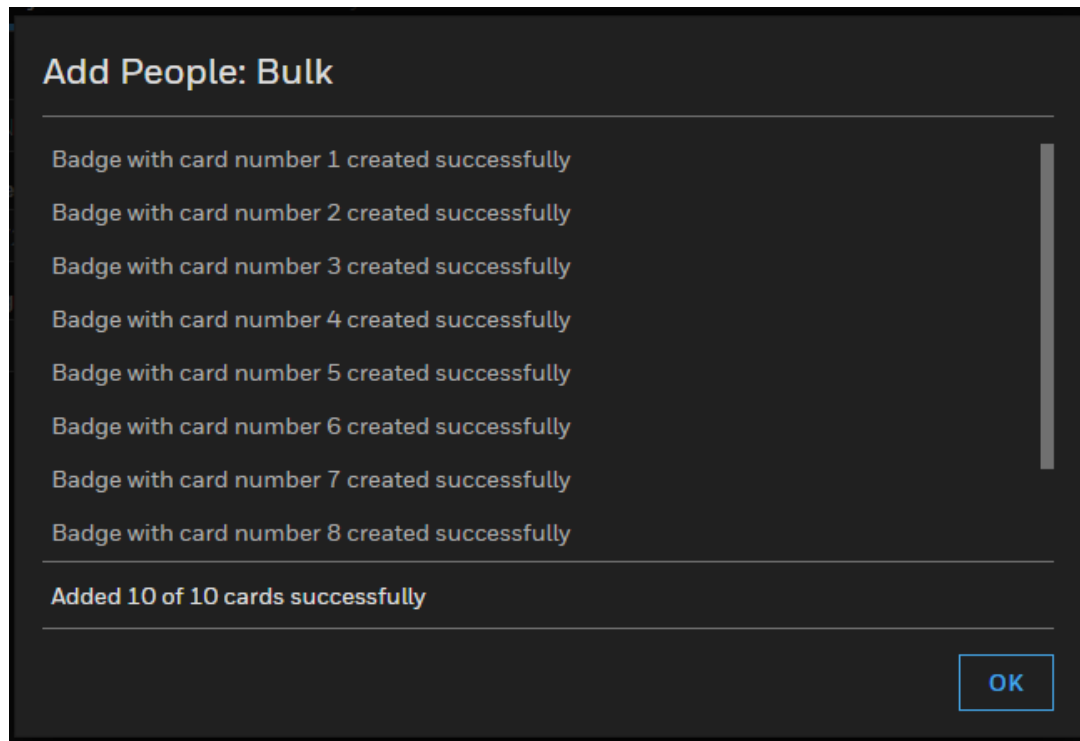 Add People: Bulk
Badge with card number 1 created successfully
Badge with card number 2 created successfully
Badge with card number 3 created successfully
Badge with card number 4 created successfully
Badge with card number 5 created successfully
Badge with card number 6 created successfully
Badge with card number 7 created successfully
Badge with card number 8 created successfully
Added 10 of 10 cards successfully
OK